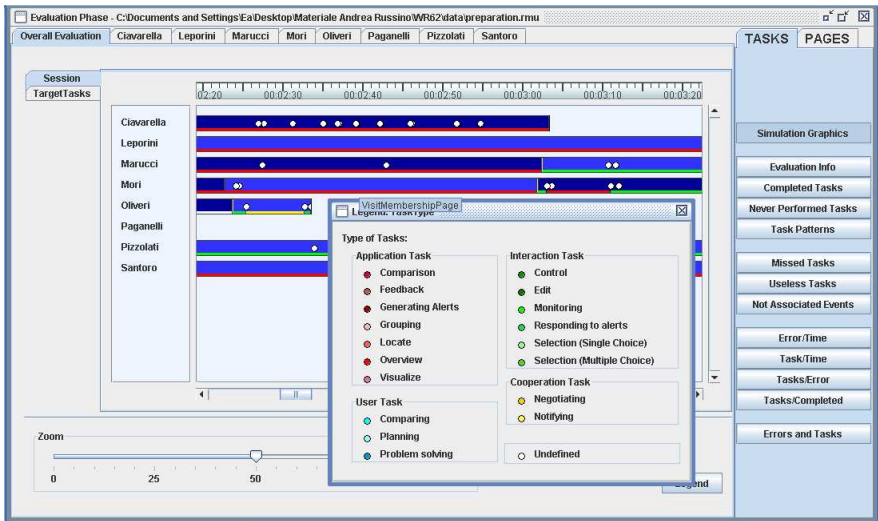 Evaluation Phase - C:\Documents and Settings\Ea\Desktop\Materiale Andrea Russino\WR62\data\preparation.rmu
Overall Evaluation Ciavarella Leporini Marucci Mori Oliveri Paganelli Pizzolati Santoro
TASKS PAGES
Session
TargetTasks
02:20 00:02:30 00:02:40 00:02:50 00:03:00 00:03:10 00:03:20
Ciavarella
Leporini
Marucci
Mori
Oliveri
Paganelli
Pizzolati
Santoro
VisitMembershipPage
Legend: TaskType
Type of Tasks:
Application Task
Comparison
Feedback
Generating Alerts
Grouping
Locate
Overview
Visualize
User Task
Comparing
Planning
Problem solving
Interaction Task
Control
Edit
Monitoring
Responding to alerts
Selection (Single Choice)
Selection (Multiple Choice)
Cooperation Task
Negotiating
Notifying
Undefined
Zoom
0 25 50
Simulation Graphics
Evaluation Info
Completed Tasks
Never Performed Tasks
Task Patterns
Missed Tasks
Useless Tasks
Not Associated Events
Error/Time
Task/Time
Tasks/Error
Tasks/Completed
Errors and Tasks